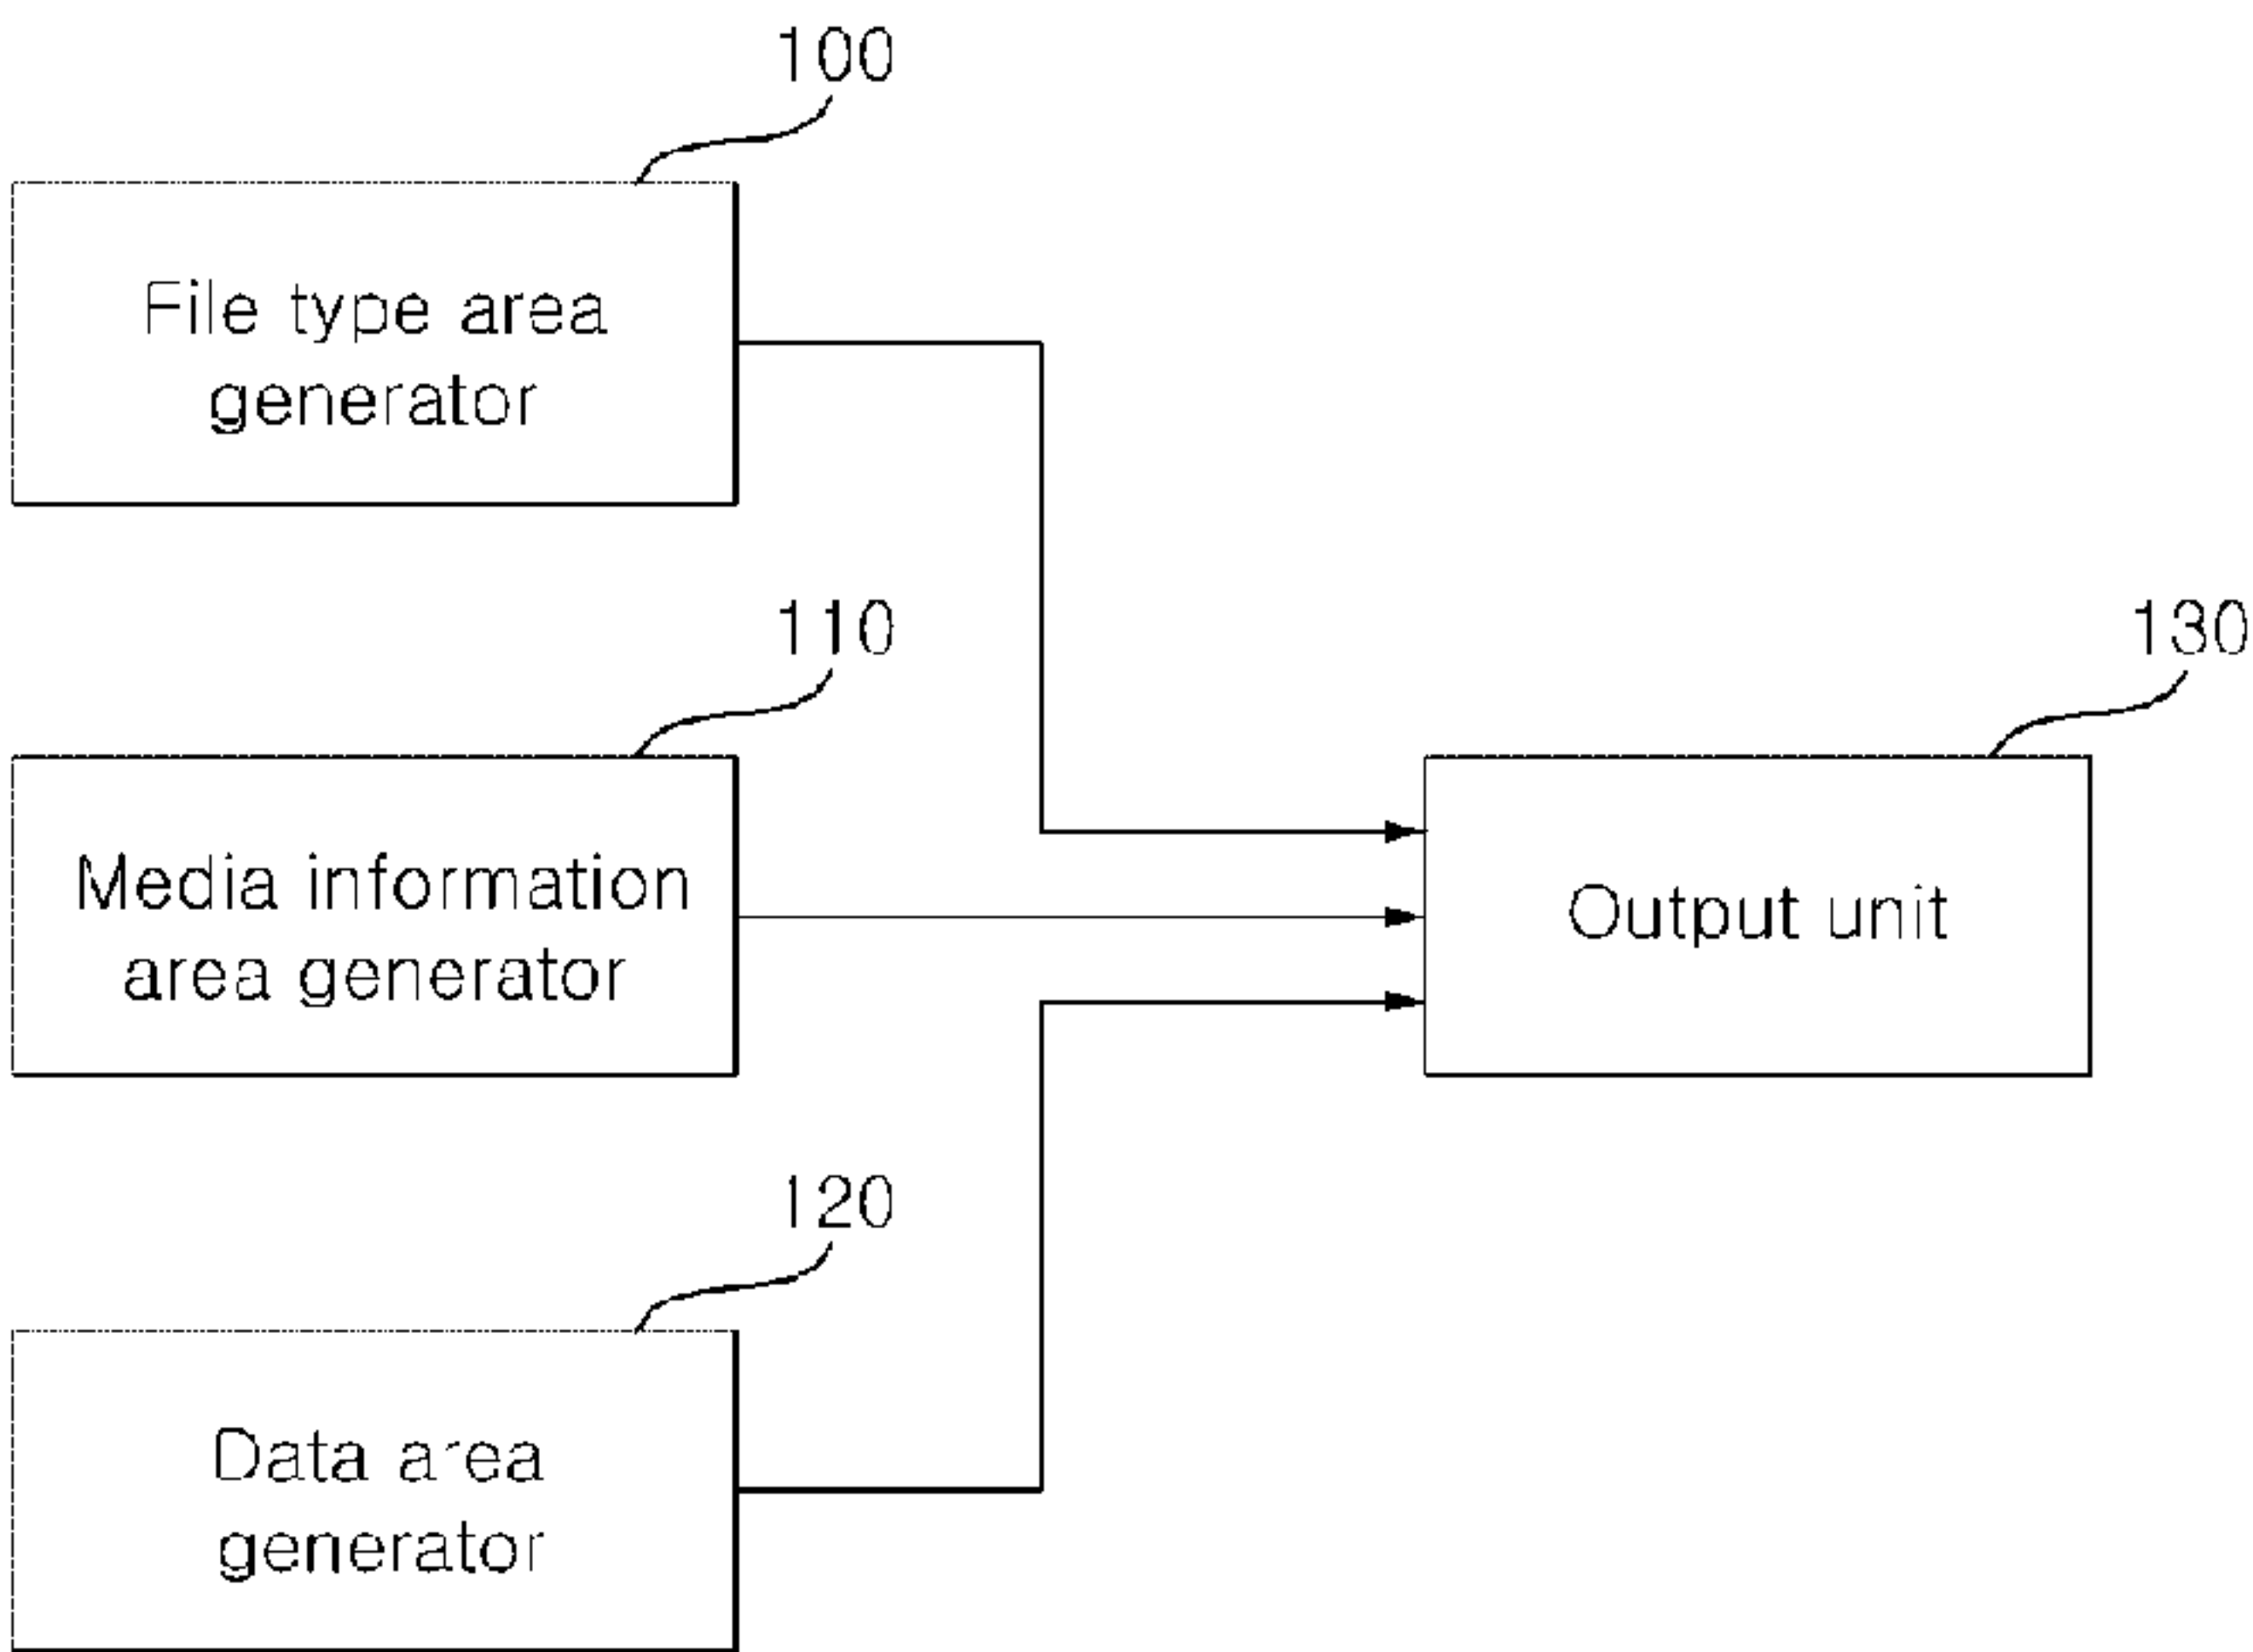 100
File type area
generator
110
Media information
area generator
130
Output unit
120
Data area
generator